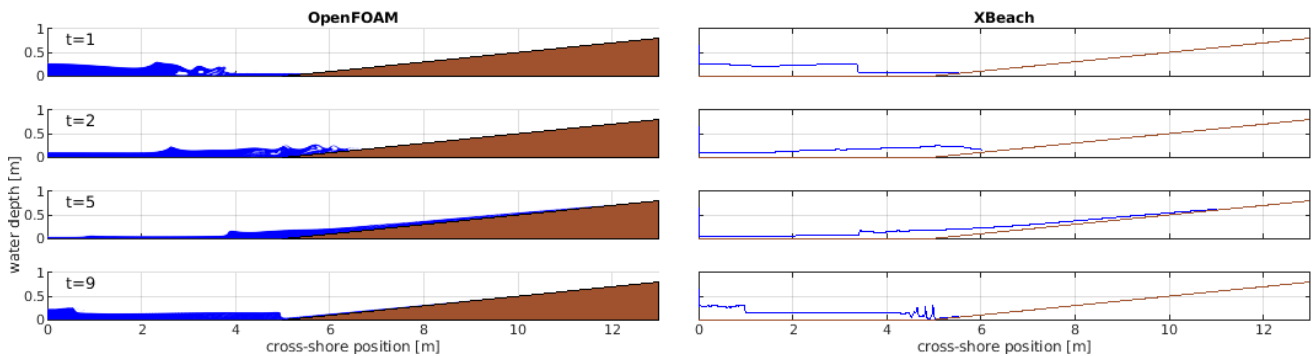 OpenFOAM XBeach
1
0.5
0
t=1
1
0.5
0
t=2
1
0.5
0
t=5
1
0.5
0
t=9
water depth [m]
0 2 4 6 8 10 12 0 2 4 6 8 10 12
cross-shore position [m] cross-shore position [m]